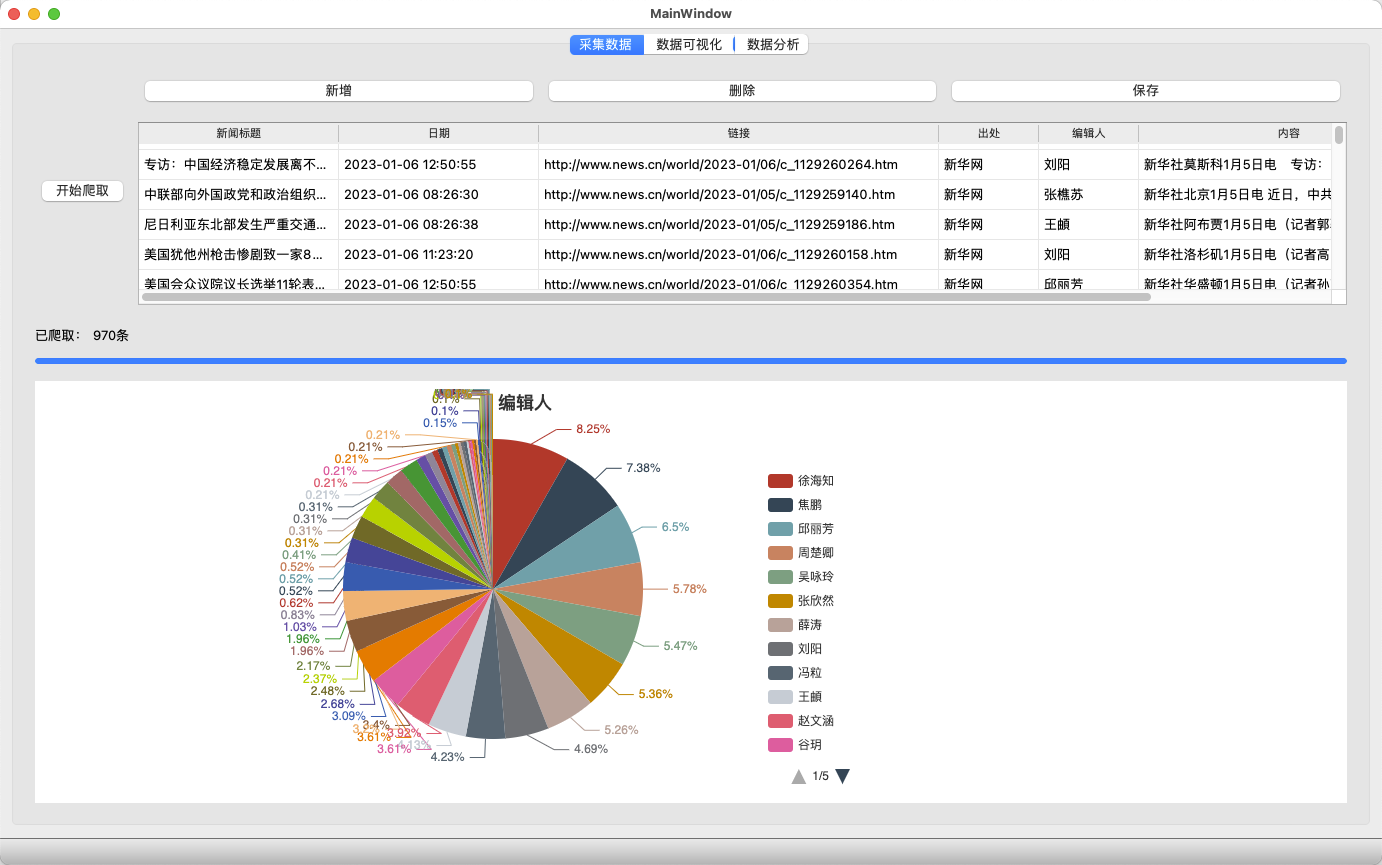 MainWindow
采集数据 数据可视化 数据分析
新增 删除 保存
新闻标题 日期 链接 出处 编辑人 内容
专访：中国经济稳定发展离不... 2023-01-06 12:50:55 http://www.news.cn/world/2023-01/06/c_1129260264.htm 新华网 刘阳 新华社莫斯科1月5日电 专访：
开始爬取
中联部向外国政党和政治组织... 2023-01-06 08:26:30 http://www.news.cn/world/2023-01/05/c_1129259140.htm 新华网 张樵苏 新华社北京1月5日电 近日，中共
尼日利亚东北部发生严重交通... 2023-01-06 08:26:38 http://www.news.cn/world/2023-01/05/c_1129259186.htm 新华网 王頔 新华社阿布贾1月5日电（记者郭
美国犹他州枪击惨剧致一家8... 2023-01-06 11:23:20 http://www.news.cn/world/2023-01/06/c_1129260158.htm 新华网 刘阳 新华社洛杉矶1月5日电（记者高
美国会众议院议长选举11轮表... 2023-01-06 12:50:55 http://www.news.cn/world/2023-01/06/c_1129260354.htm 新华网 邱丽芳 新华社华盛顿1月5日电（记者孙
已爬取： 970条
编辑人
8.25%
7.38%
6.5%
5.78%
5.47%
5.36%
5.26%
4.69%
4.23%
4.13%
3.92%
3.61%
3.61%
3.4%
3.09%
2.68%
2.48%
2.37%
2.17%
1.96%
1.96%
1.03%
0.83%
0.62%
0.52%
0.52%
0.52%
0.41%
0.31%
0.31%
0.31%
0.31%
0.21%
0.21%
0.21%
0.21%
0.21%
0.21%
0.15%
0.1%
0.1%
徐海知
焦鹏
邱丽芳
周楚卿
吴咏玲
张欣然
薛涛
刘阳
冯粒
王頔
赵文涵
谷玥
1/5